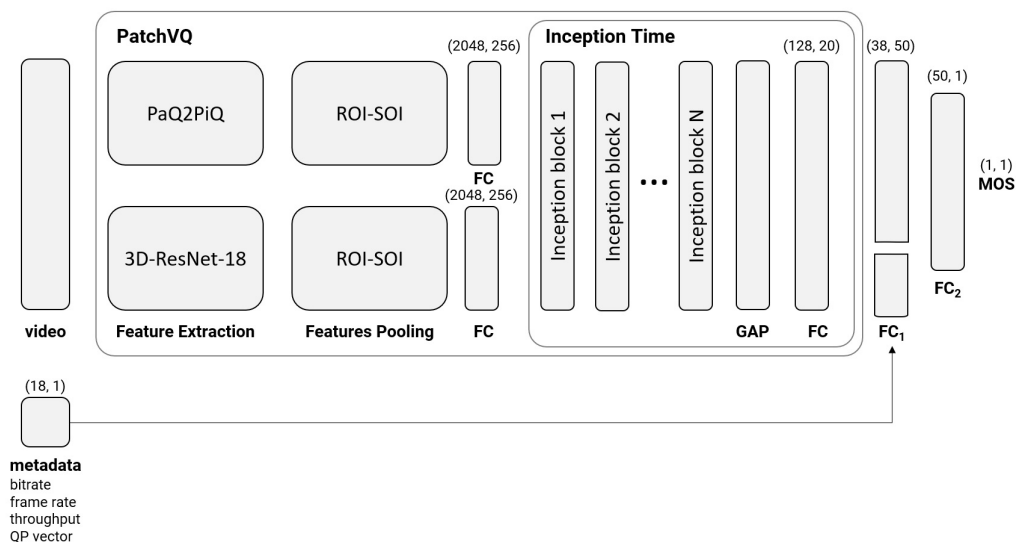 PatchVQ
Inception Time
(2048, 256)
(128, 20)
(38, 50)
(50, 1)
PaQ2PiQ
ROI-SOI
FC
(2048, 256)
Inception block 1
Inception block 2
...
Inception block N
(1, 1)
MOS
3D-ResNet-18
ROI-SOI
FC₂
video
Feature Extraction
Features Pooling
FC
GAP
FC
FC₁
(18, 1)
metadata
bitrate
frame rate
throughput
QP vector